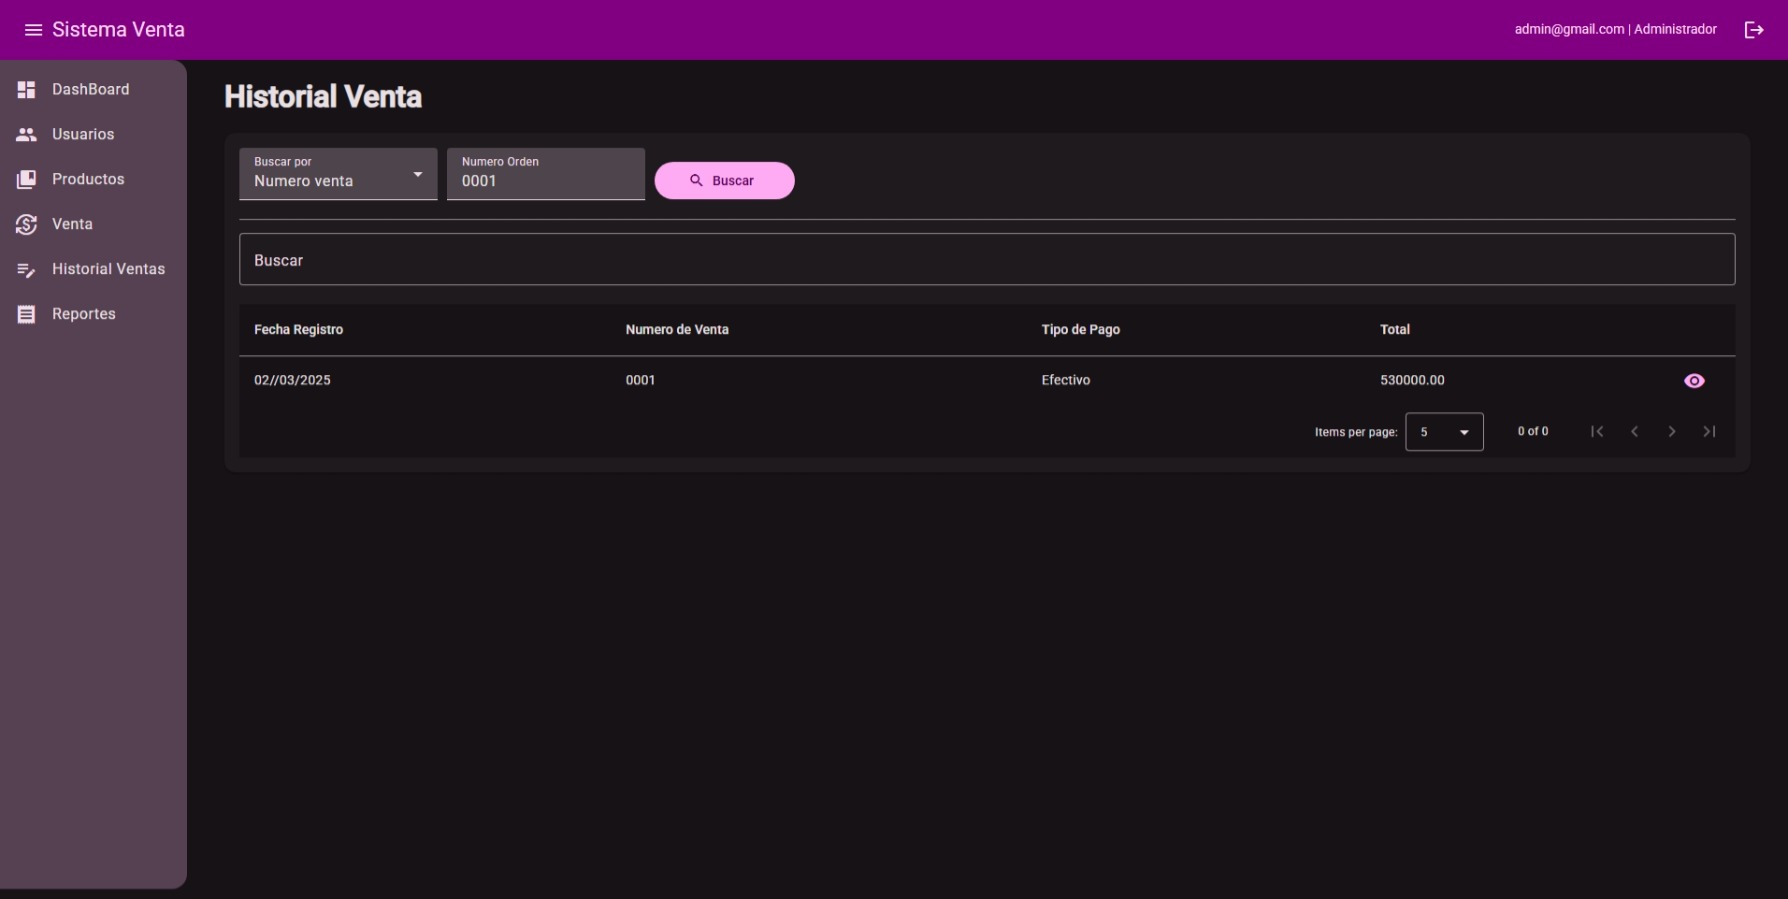 Sistema Venta
admin@gmail.com | Administrador
DashBoard
Usuarios
Productos
Venta
Historial Ventas
Reportes
Historial Venta
Buscar por
Numero venta
Numero Orden
0001
Buscar
Buscar
Fecha Registro Numero de Venta Tipo de Pago Total
02//03/2025 0001 Efectivo 530000.00
Items per page: 5 0 of 0